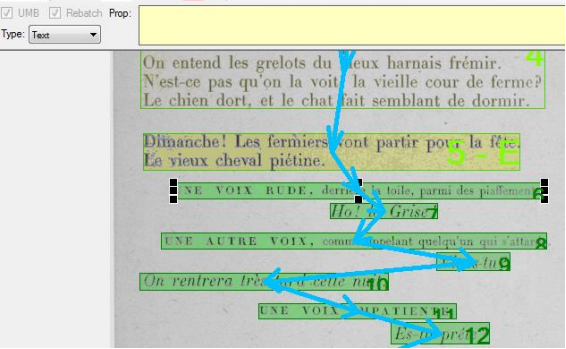 UMB Rebatch Prop:
Type: Text
4
On entend les grelots du vieux harnais frémir.
N'est-ce pas qu'on la voit, la vieille cour de ferme?
Le chien dort, et le chat fait semblant de dormir.
Dimanche! Les fermiers vont partir pour la fête.
Le vieux cheval piétine.
5 - E
UNE VOIX RUDE, derrière la toile, parmi des piaffements 6
Ho! le Grise 7
UNE AUTRE VOIX, comme appelant quelqu'un qui s'attarde. 8
-tu 9
On rentrera très tard cette nuit 10
UNE VOIX IMPATIENTE 11
Es-tu prêt 12